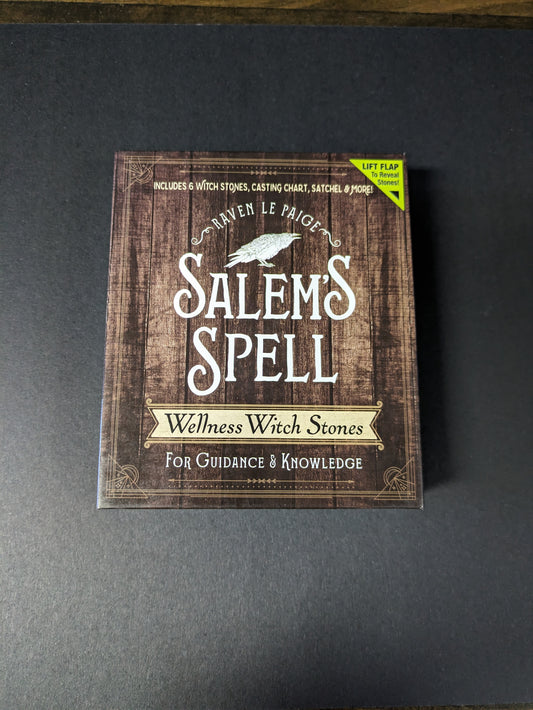 LIFT FLAP
To Reveal
Stones!
INCLUDES 6 WITCH STONES, CASTING CHART, SATCHEL & MORE!
RAVEN LE PAIGE
SALEM'S
SPELL
Wellness Witch Stones
FOR GUIDANCE & KNOWLEDGE